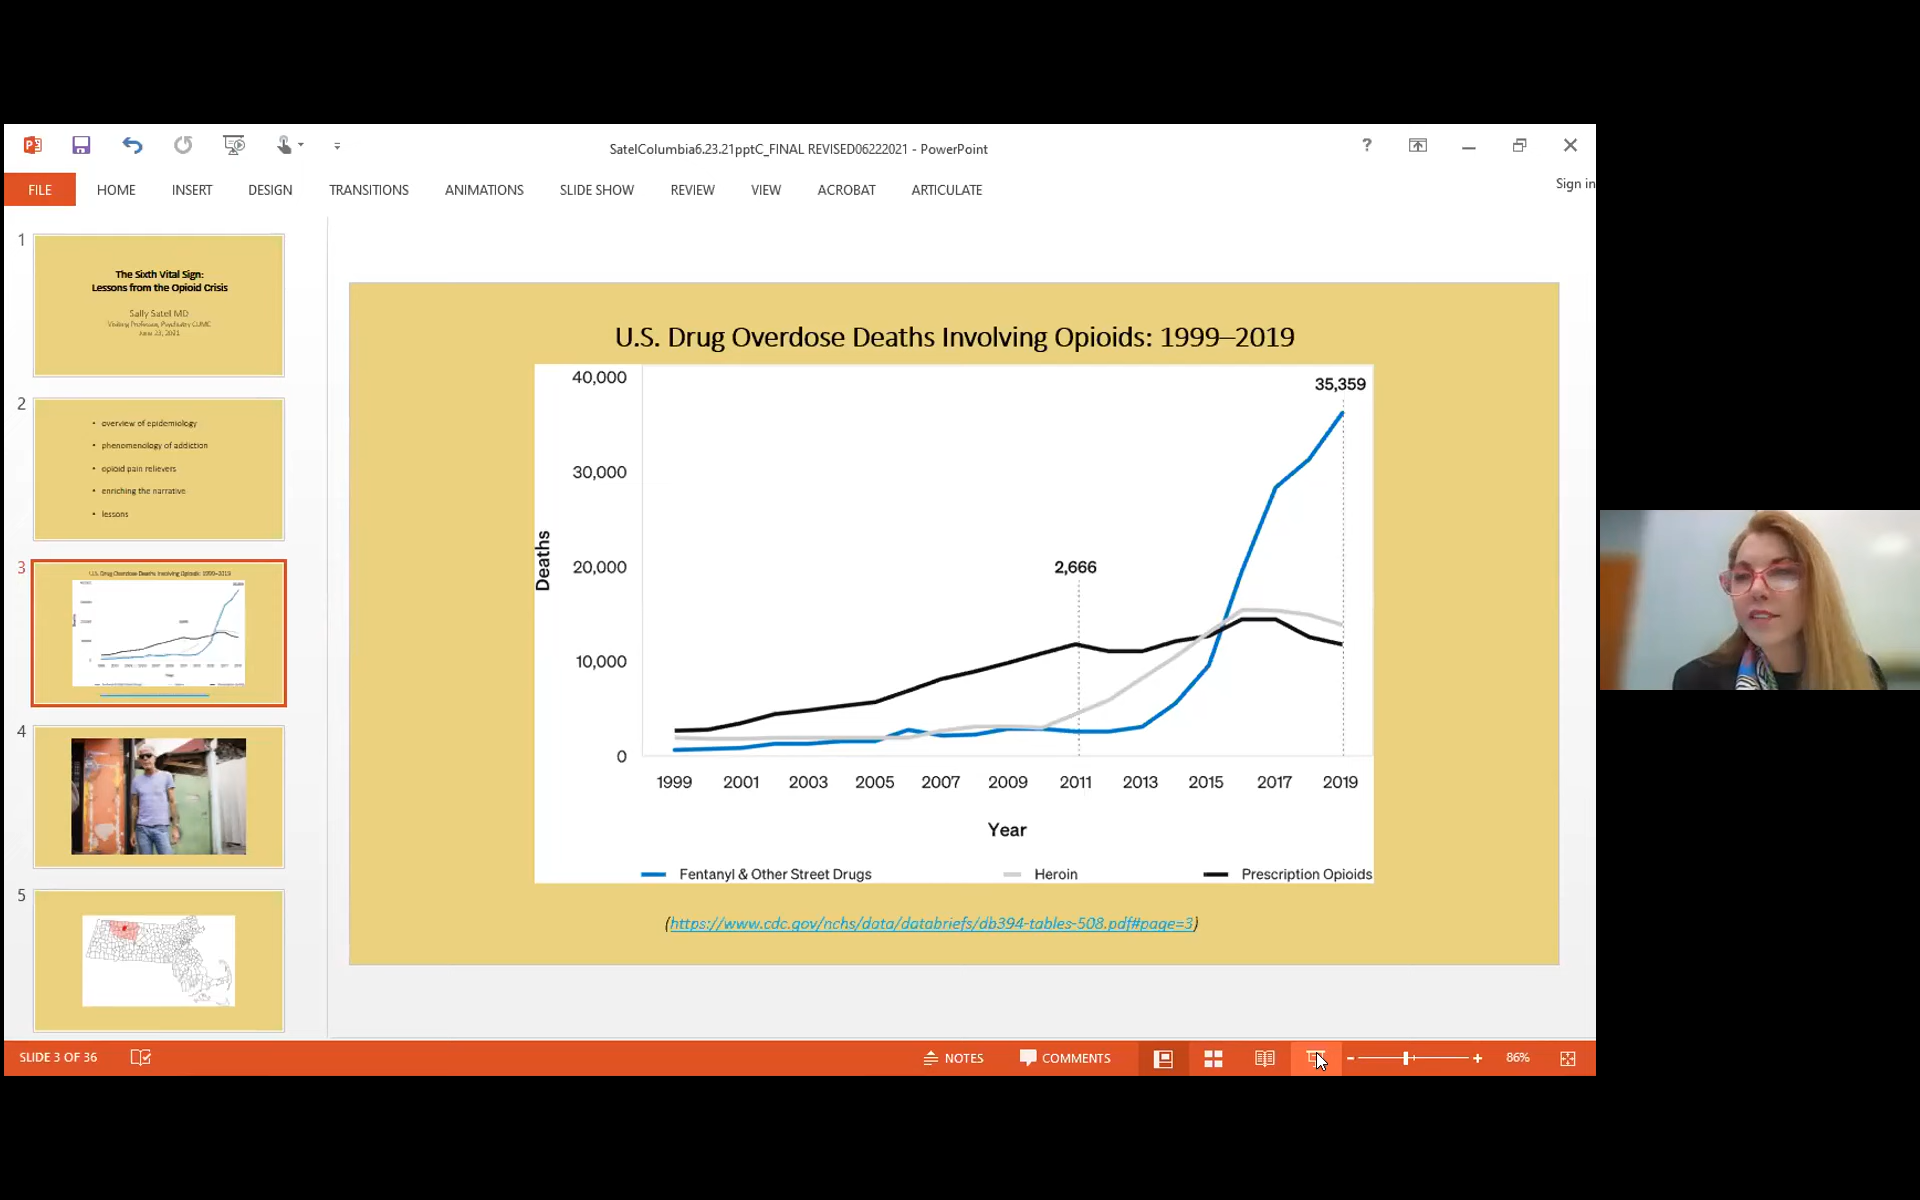 SatelColumbia6.23.21pptC_FINAL REVISED06222021 - PowerPoint
?
Sign in
FILE HOME INSERT DESIGN TRANSITIONS ANIMATIONS SLIDE SHOW REVIEW VIEW ACROBAT ARTICULATE
1
The Sixth Vital Sign:
Lessons from the Opioid Crisis
Sally Satel MD
Visiting Professor, Psychiatry CUMC
June 23, 2021
2
• overview of epidemiology
• phenomenology of addiction
• opioid pain relievers
• enriching the narrative
• lessons
3
U.S. Drug Overdose Deaths Involving Opioids: 1999–2019
4
5
U.S. Drug Overdose Deaths Involving Opioids: 1999–2019
40,000
30,000
20,000
10,000
0
Deaths
35,359
2,666
1999 2001 2003 2005 2007 2009 2011 2013 2015 2017 2019
Year
Fentanyl & Other Street Drugs Heroin Prescription Opioids
(https://www.cdc.gov/nchs/data/databriefs/db394-tables-508.pdf#page=3)
SLIDE 3 OF 36 NOTES COMMENTS 86%